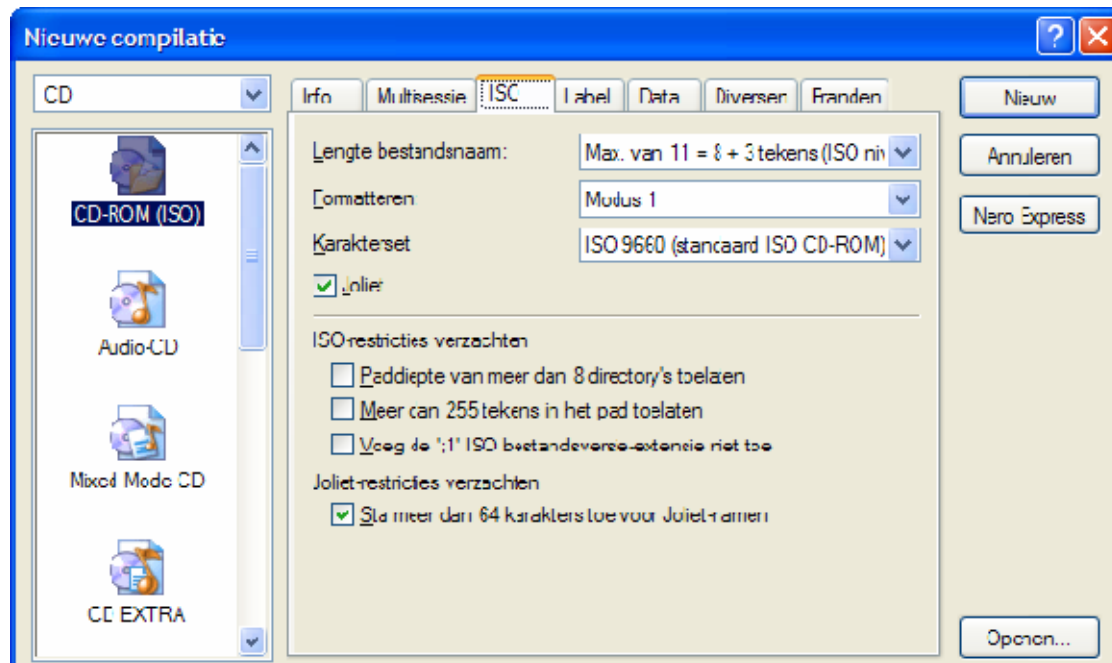 Nieuwe compilatie
CD
Info Multisessie ISO Label Data Diversen Branden
Nieuw
Annuleren
Nero Express
CD-ROM (ISO)
Audio-CD
Mixed Mode CD
CD EXTRA
Lengte bestandsnaam: Max. van 11 = 8 + 3 tekens (ISO niv
Formatteren Modus 1
Karakterset ISO 9660 (standaard ISO CD-ROM)
Joliet
ISO-restricties verzachten
Paddiepte van meer dan 8 directory's toelaten
Meer dan 255 tekens in het pad toelaten
Voeg de ";1" ISO bestandsversie-extensie niet toe
Joliet-restricties verzachten
Sta meer dan 64 karakters toe voor Joliet-namen
Openen...